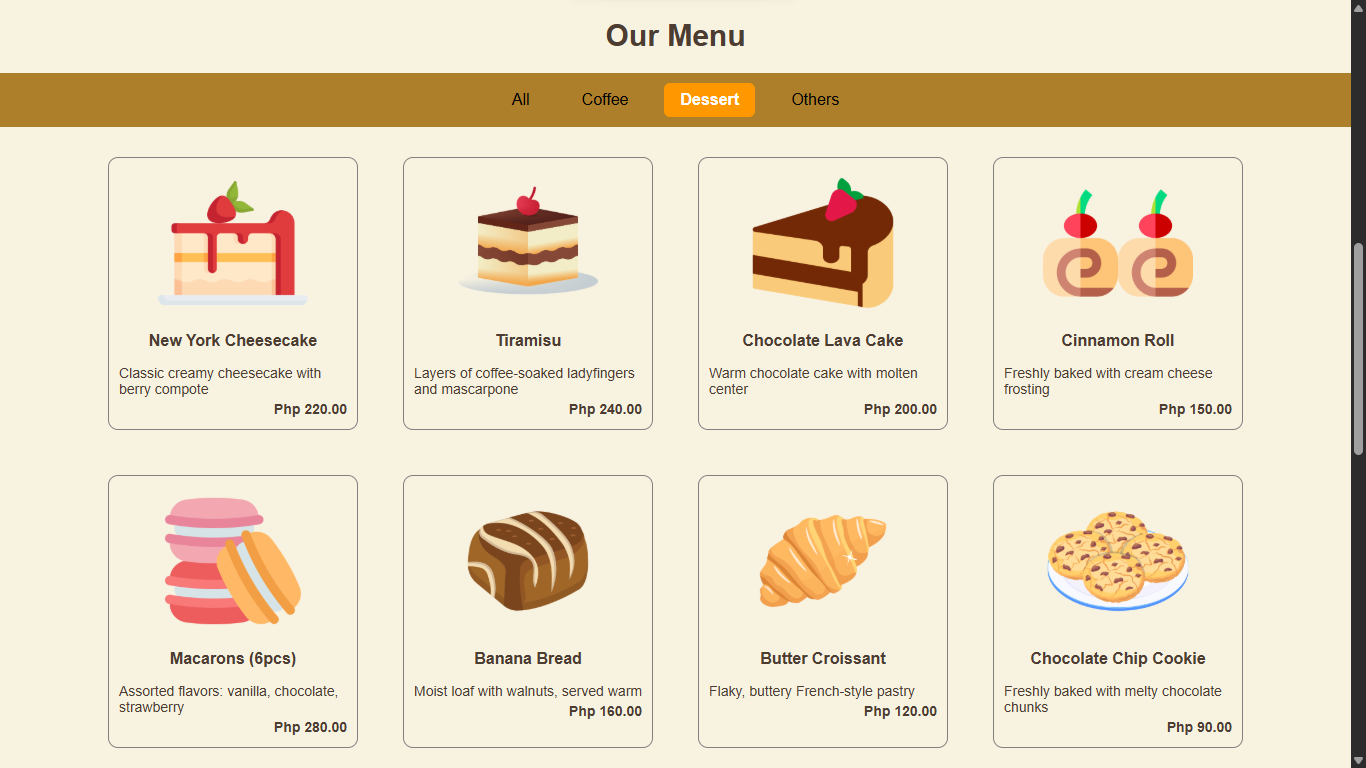 Our Menu
All
Coffee
Dessert
Others
New York Cheesecake
Classic creamy cheesecake with
berry compote
Php 220.00
Tiramisu
Layers of coffee-soaked ladyfingers
and mascarpone
Php 240.00
Chocolate Lava Cake
Warm chocolate cake with molten
center
Php 200.00
Cinnamon Roll
Freshly baked with cream cheese
frosting
Php 150.00
Macarons (6pcs)
Assorted flavors: vanilla, chocolate,
strawberry
Php 280.00
Banana Bread
Moist loaf with walnuts, served warm
Php 160.00
Butter Croissant
Flaky, buttery French-style pastry
Php 120.00
Chocolate Chip Cookie
Freshly baked with melty chocolate
chunks
Php 90.00